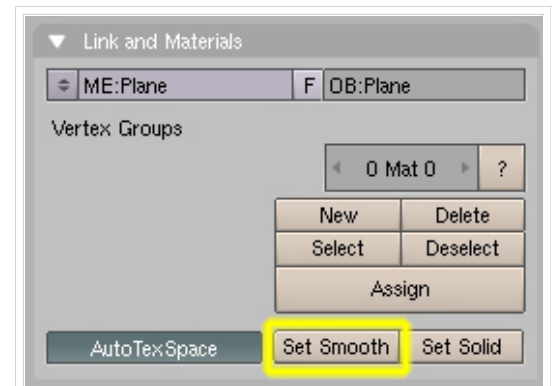 Link and Materials
ME:Plane F OB:Plane
Vertex Groups
0 Mat 0 ?
New Delete
Select Deselect
Assign
AutoTexSpace Set Smooth Set Solid